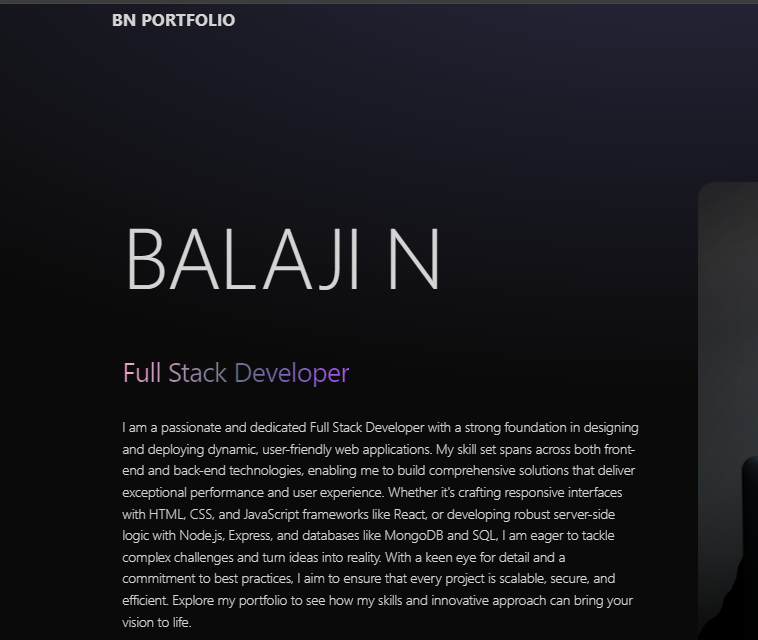 BN PORTFOLIO
BALAJI N
Full Stack Developer
I am a passionate and dedicated Full Stack Developer with a strong foundation in designing
and deploying dynamic, user-friendly web applications. My skill set spans across both front-
end and back-end technologies, enabling me to build comprehensive solutions that deliver
exceptional performance and user experience. Whether it's crafting responsive interfaces
with HTML, CSS, and JavaScript frameworks like React, or developing robust server-side
logic with Node.js, Express, and databases like MongoDB and SQL, I am eager to tackle
complex challenges and turn ideas into reality. With a keen eye for detail and a
commitment to best practices, I aim to ensure that every project is scalable, secure, and
efficient. Explore my portfolio to see how my skills and innovative approach can bring your
vision to life.